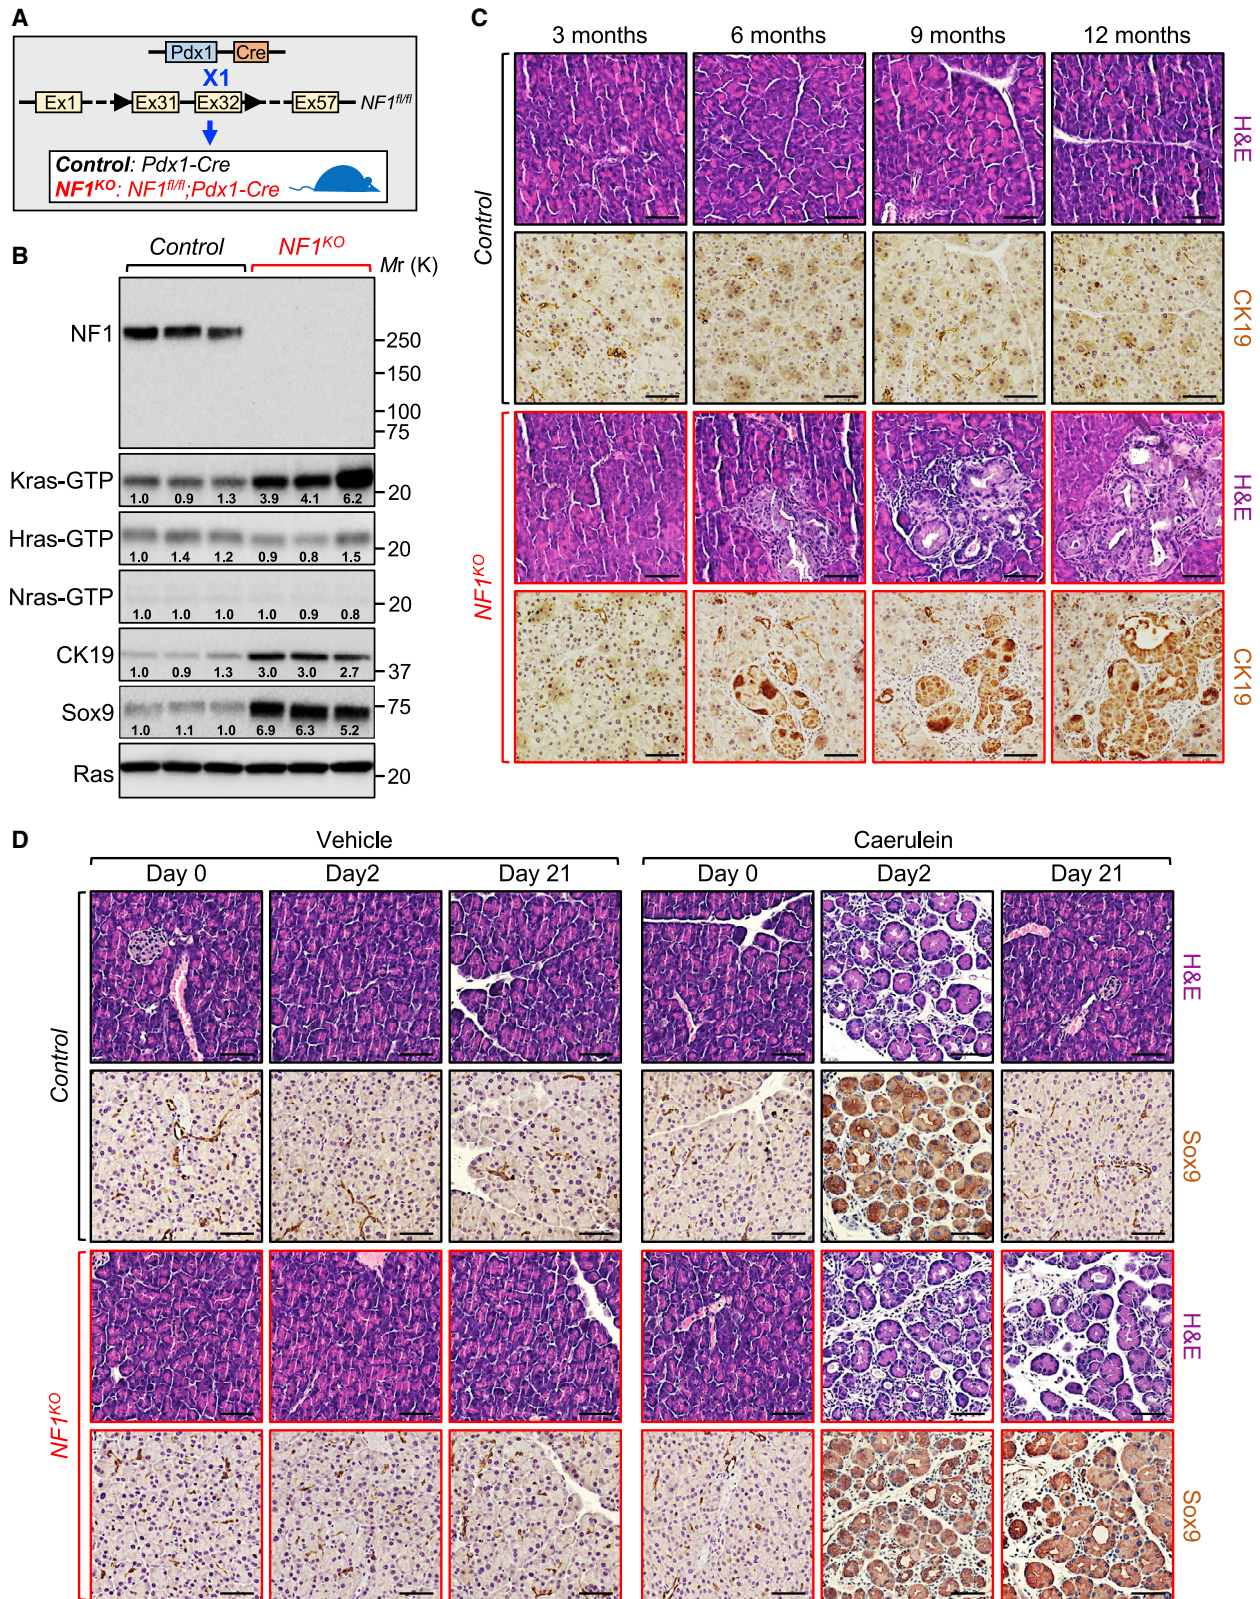 A
Pdx1 Cre
X1
Ex1 Ex31 Ex32 Ex57 NF1fl/fl
Control: Pdx1-Cre
NF1KO: NF1fl/fl;Pdx1-Cre
B
Control NF1KO Mr (K)
NF1
250
150
100
75
Kras-GTP 20
1.0 0.9 1.3 3.9 4.1 6.2
Hras-GTP 20
1.0 1.4 1.2 0.9 0.8 1.5
Nras-GTP 20
1.0 1.0 1.0 1.0 0.9 0.8
CK19 37
1.0 0.9 1.3 3.0 3.0 2.7
Sox9 75
1.0 1.1 1.0 6.9 6.3 5.2
Ras 20
C
3 months 6 months 9 months 12 months
Control
H&E
CK19
NF1KO
H&E
CK19
D
Vehicle Caerulein
Day 0 Day2 Day 21 Day 0 Day2 Day 21
Control
H&E
Sox9
NF1KO
H&E
Sox9